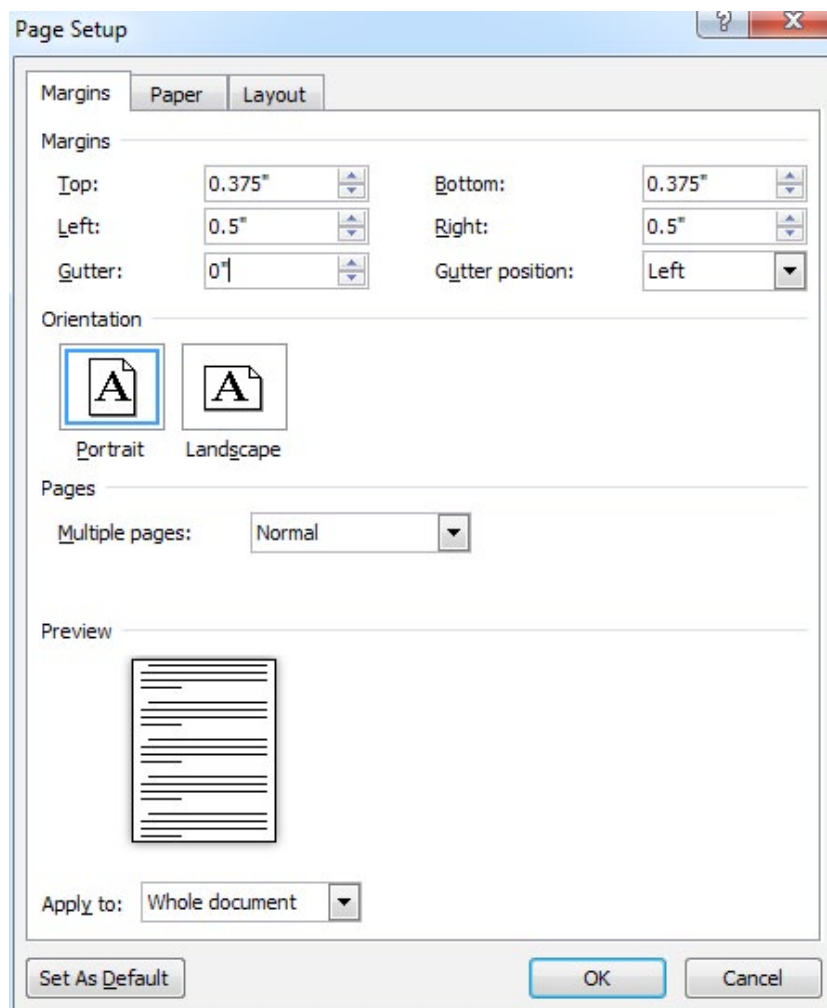 Page Setup
Margins Paper Layout
Margins
Top: 0.375" Bottom: 0.375"
Left: 0.5" Right: 0.5"
Gutter: 0" Gutter position: Left
Orientation
A A
Portrait Landscape
Pages
Multiple pages: Normal
Preview
Apply to: Whole document
Set As Default OK Cancel